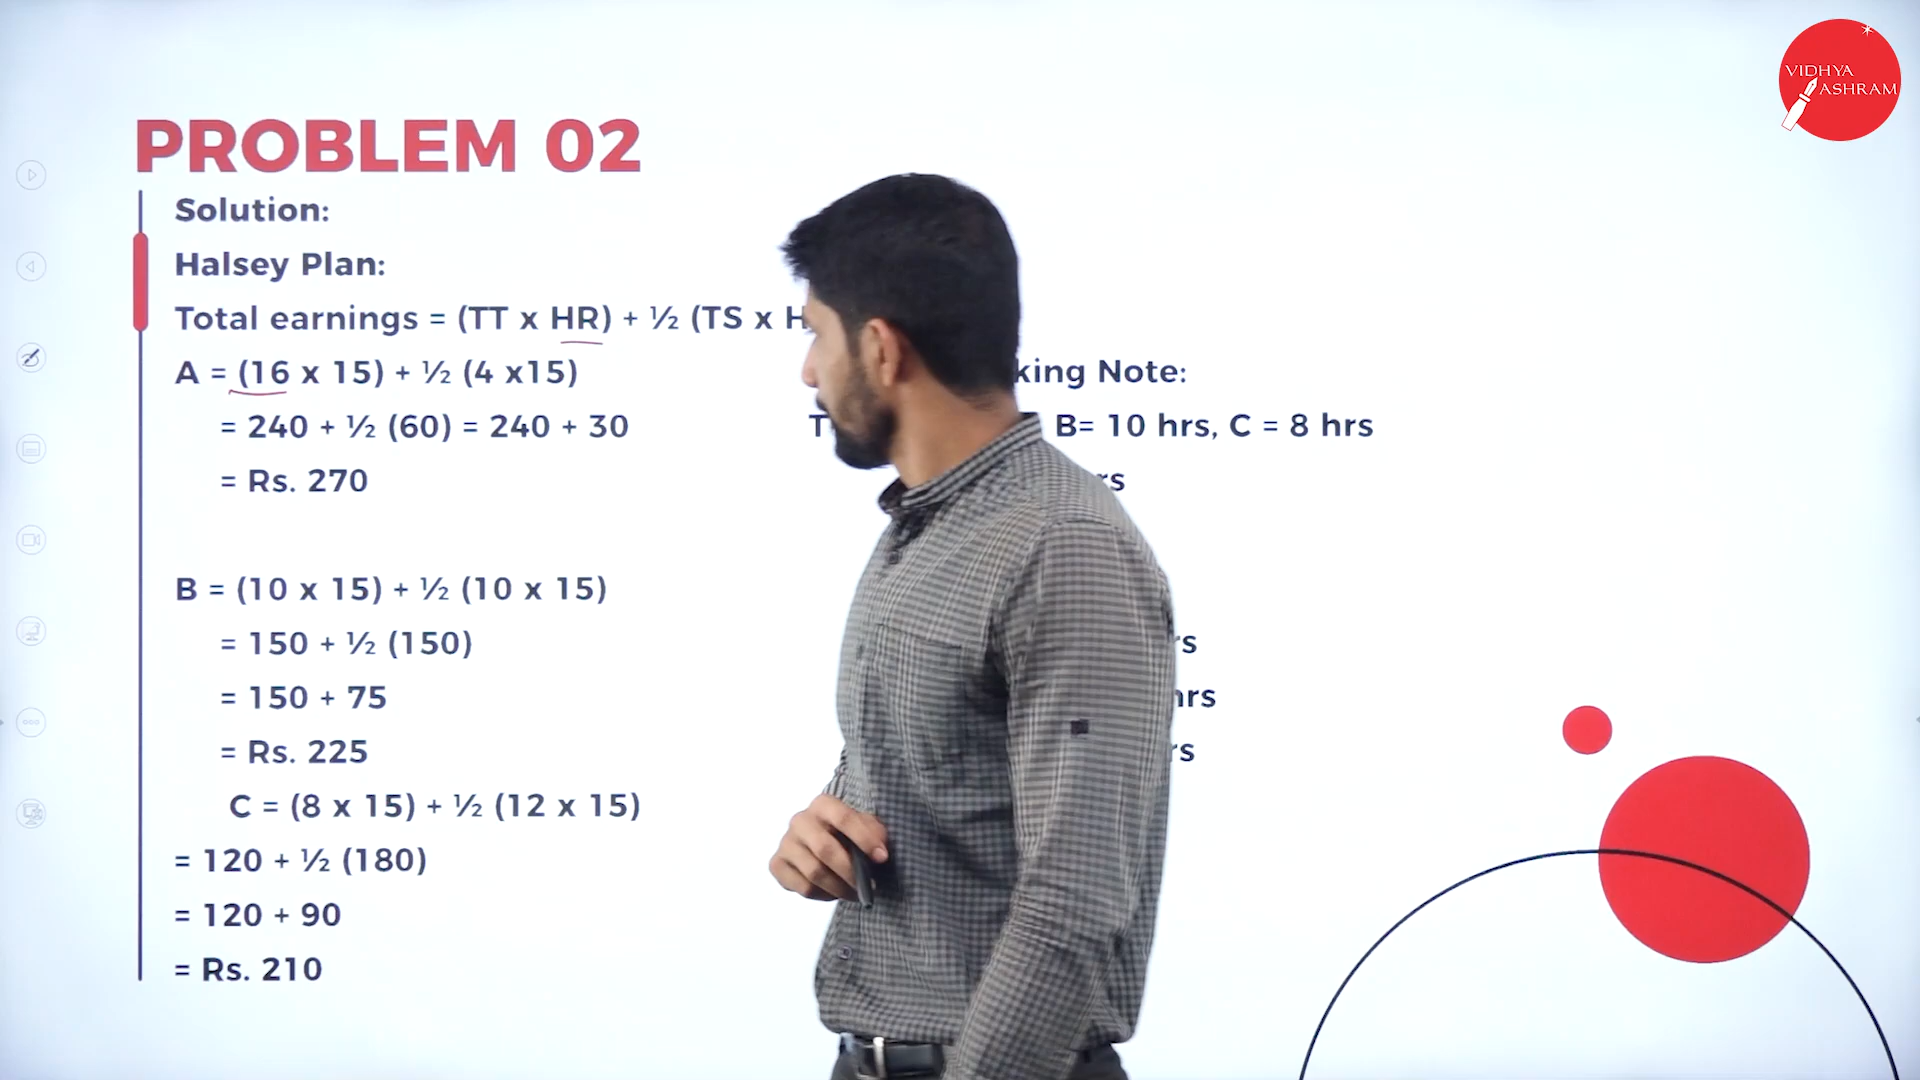 VIDHYA
ASHRAM
PROBLEM 02
Solution:
Halsey Plan:
Total earnings = (TT x HR) + ½ (TS x
A = (16 x 15) + ½ (4 x15)
= 240 + ½ (60) = 240 + 30
= Rs. 270
B = (10 x 15) + ½ (10 x 15)
= 150 + ½ (150)
= 150 + 75
= Rs. 225
C = (8 x 15) + ½ (12 x 15)
= 120 + ½ (180)
= 120 + 90
= Rs. 210
Note:
B= 10 hrs, C = 8 hrs